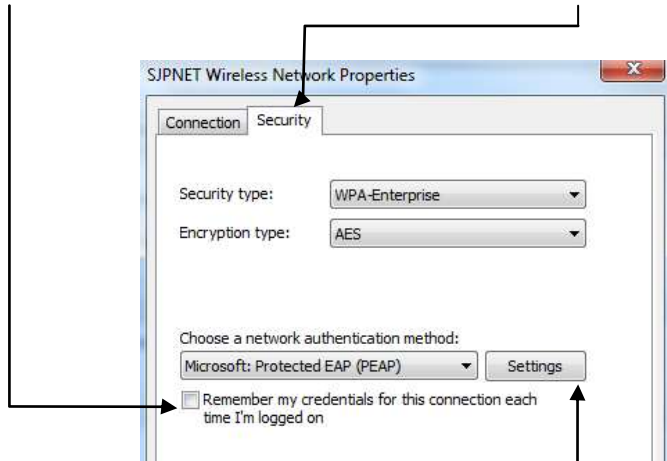 SJPNET Wireless Network Properties
Connection Security
Security type: WPA-Enterprise
Encryption type: AES
Choose a network authentication method:
Microsoft: Protected EAP (PEAP) Settings
Remember my credentials for this connection each
time I'm logged on